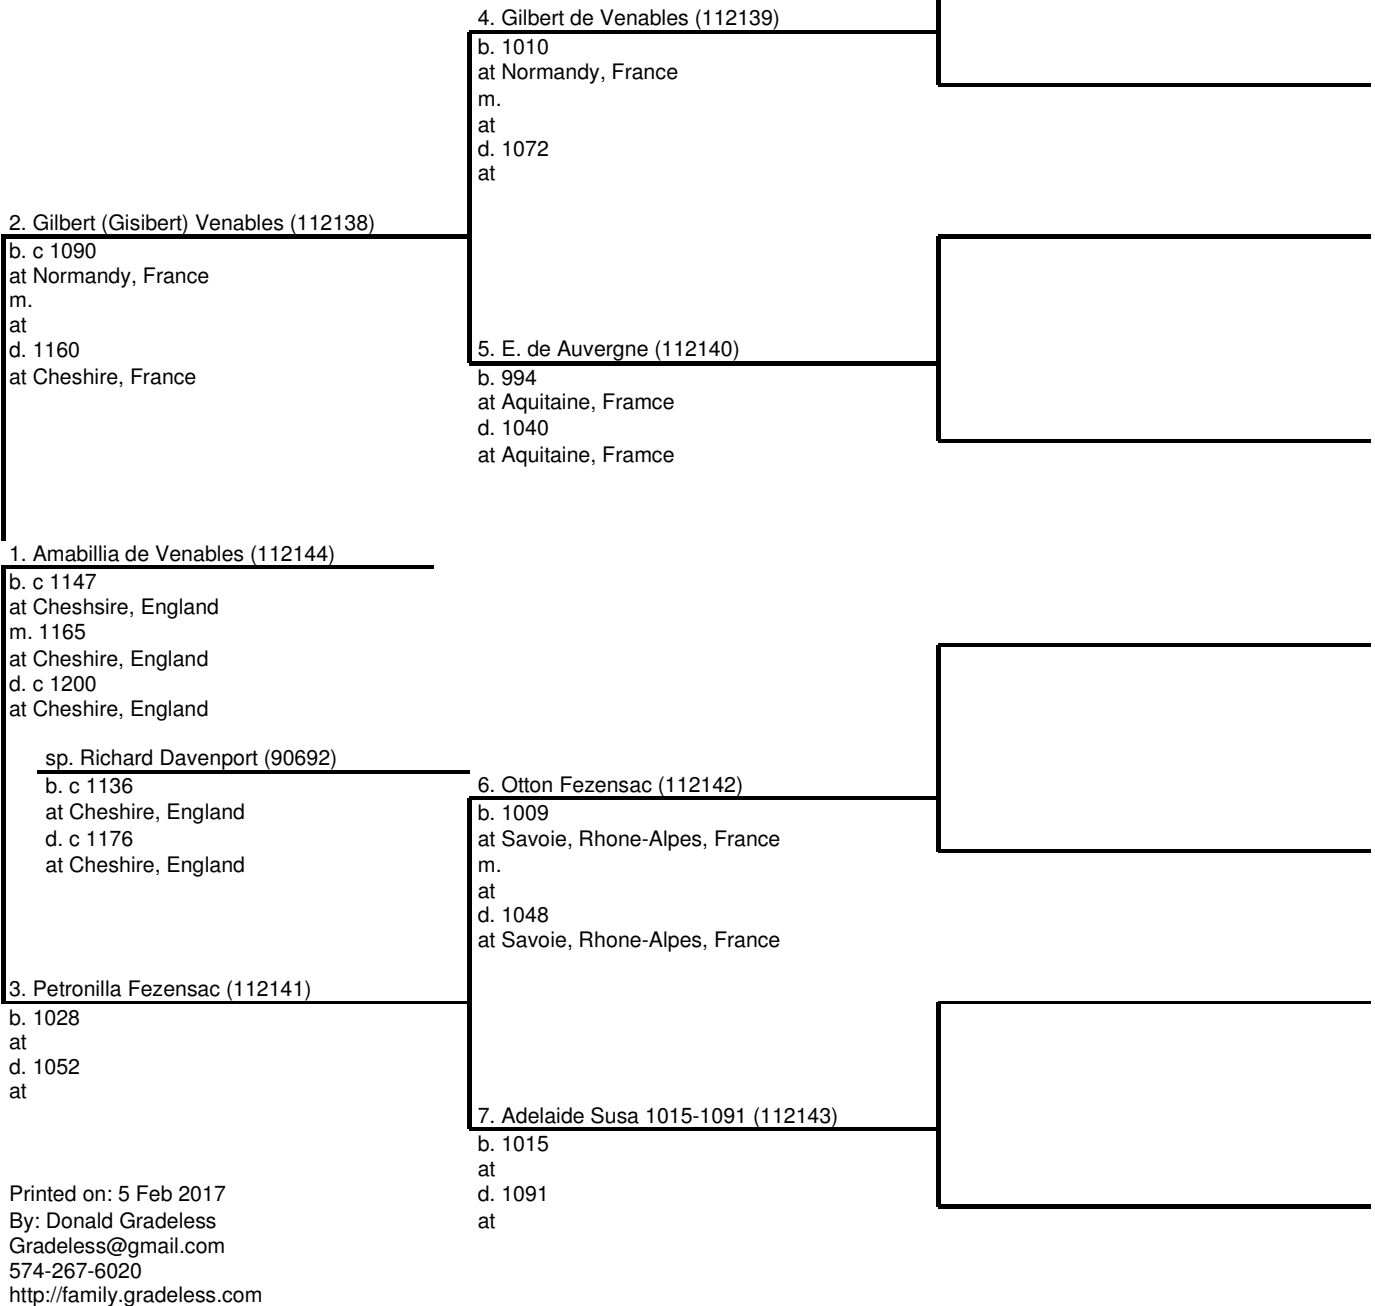 4. Gilbert de Venables (112139)
b. 1010
at Normandy, France
m.
at
d. 1072
at
2. Gilbert (Gisibert) Venables (112138)
b. c 1090
at Normandy, France
m.
at
d. 1160
at Cheshire, France
5. E. de Auvergne (112140)
b. 994
at Aquitaine, Framce
d. 1040
at Aquitaine, Framce
1. Amabillia de Venables (112144)
b. c 1147
at Cheshsire, England
m. 1165
at Cheshire, England
d. c 1200
at Cheshire, England
sp. Richard Davenport (90692)
b. c 1136
at Cheshire, England
d. c 1176
at Cheshire, England
6. Otton Fezensac (112142)
b. 1009
at Savoie, Rhone-Alpes, France
m.
at
d. 1048
at Savoie, Rhone-Alpes, France
3. Petronilla Fezensac (112141)
b. 1028
at
d. 1052
at
7. Adelaide Susa 1015-1091 (112143)
b. 1015
at
d. 1091
at
Printed on: 5 Feb 2017
By: Donald Gradeless
Gradeless@gmail.com
574-267-6020
http://family.gradeless.com